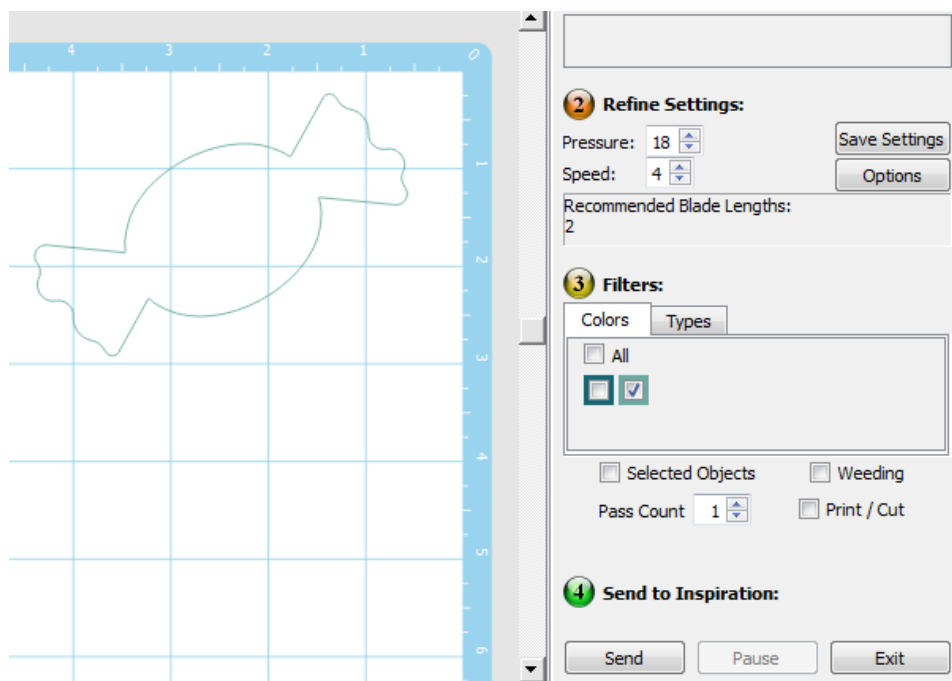 4 3 2 1 0
1
2
3
4
5
6
2 Refine Settings:
Pressure: 18
Save Settings
Speed: 4
Options
Recommended Blade Lengths:
2
3 Filters:
Colors Types
All
Selected Objects Weeding
Pass Count 1 Print / Cut
4 Send to Inspiration:
Send Pause Exit